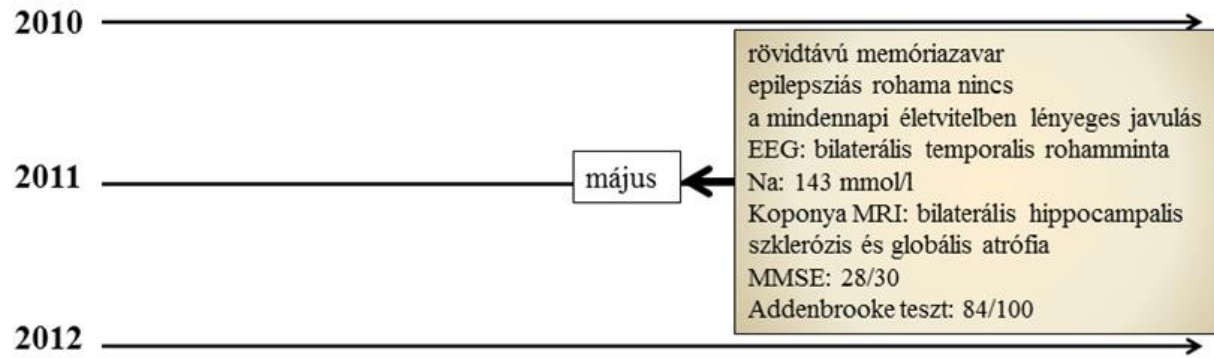 2010
rövidtávú memóriazavar
epilepsziás rohama nincs
a mindennapi életvitelben lényeges javulás
EEG: bilaterális temporalis rohamminta
2011
május
Na: 143 mmol/l
Koponya MRI: bilaterális hippocampalis
szklerózis és globális atrófia
MMSE: 28/30
Addenbrooke teszt: 84/100
2012